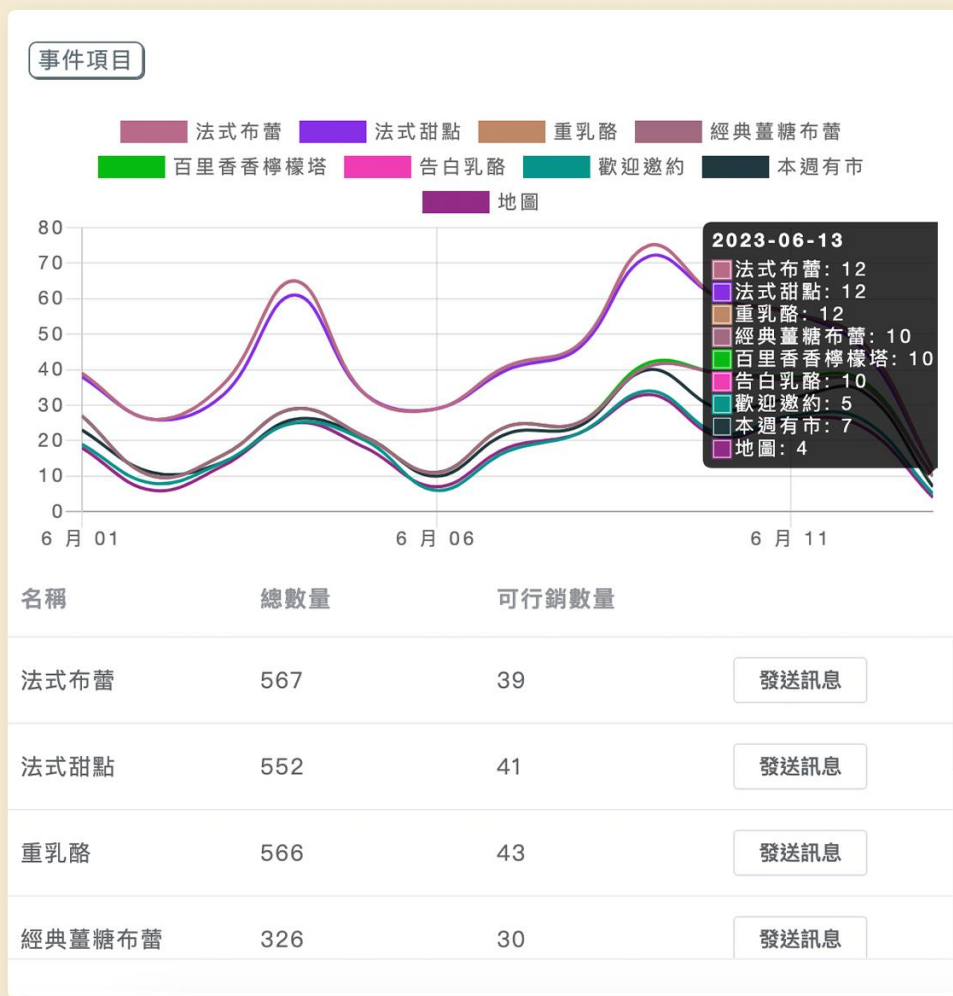 事件項目
法式布蕾 法式甜點 重乳酪 經典薑糖布蕾
百里香香檸檬塔 告白乳酪 歡迎邀約 本週有市
地圖
80
70
60
50
40
30
20
10
0
6 月 01 6 月 06 6 月 11
2023-06-13
法式布蕾: 12
法式甜點: 12
重乳酪: 12
經典薑糖布蕾: 10
百里香香檸檬塔: 10
告白乳酪: 10
歡迎邀約: 5
本週有市: 7
地圖: 4
名稱 總數量 可行銷數量
法式布蕾 567 39 發送訊息
法式甜點 552 41 發送訊息
重乳酪 566 43 發送訊息
經典薑糖布蕾 326 30 發送訊息